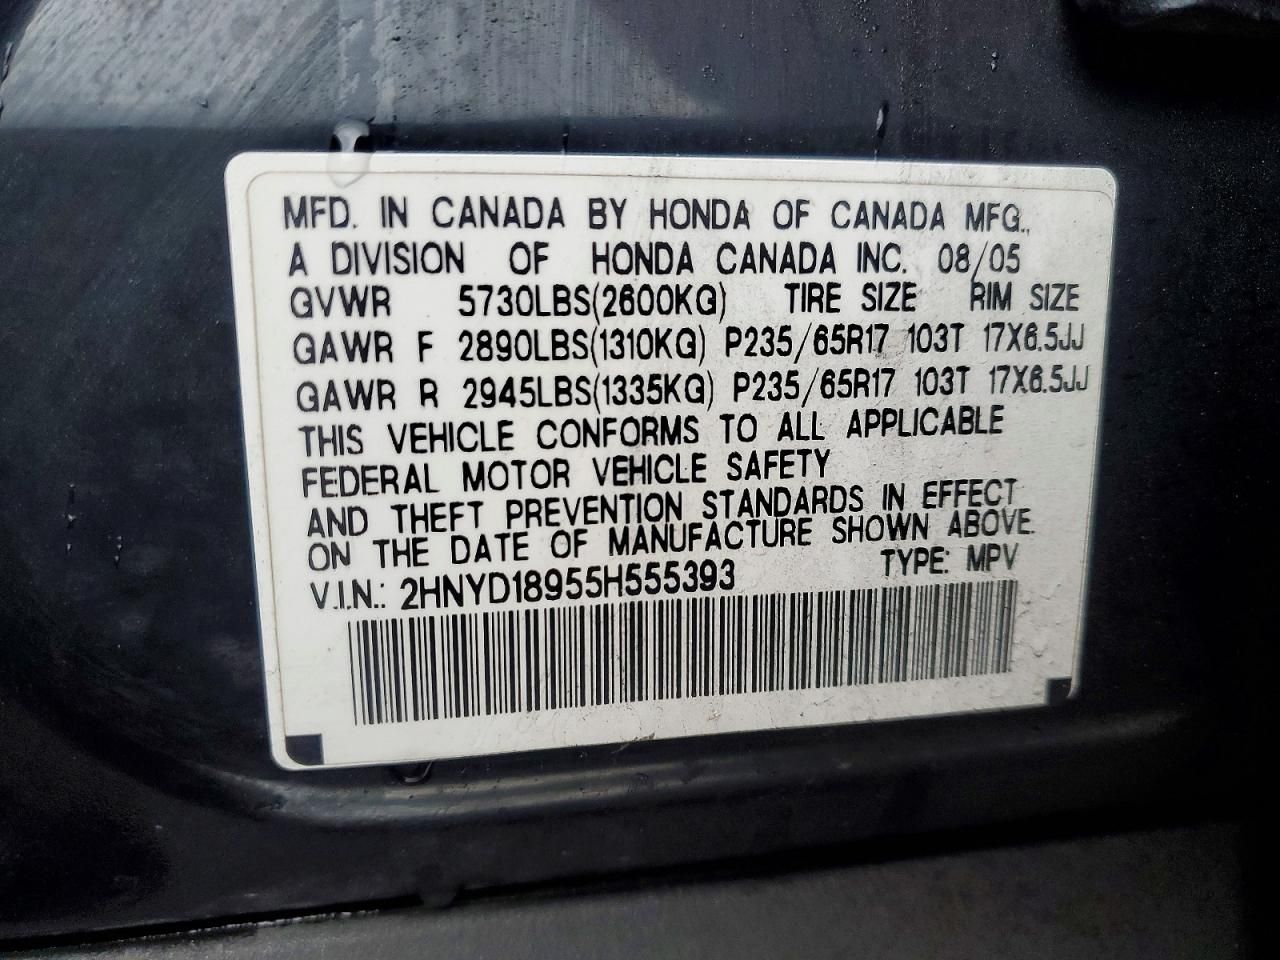 MFD. IN CANADA BY HONDA OF CANADA MFG.,
A DIVISION OF HONDA CANADA INC. 08/05
GVWR 5730LBS(2600KG) TIRE SIZE RIM SIZE
GAWR F 2890LBS(1310KG) P235/65R17 103T 17X6.5JJ
GAWR R 2945LBS(1335KG) P235/65R17 103T 17X6.5JJ
THIS VEHICLE CONFORMS TO ALL APPLICABLE
FEDERAL MOTOR VEHICLE SAFETY
AND THEFT PREVENTION STANDARDS IN EFFECT
ON THE DATE OF MANUFACTURE SHOWN ABOVE.
V.I.N.: 2HNYD18955H555393 TYPE: MPV